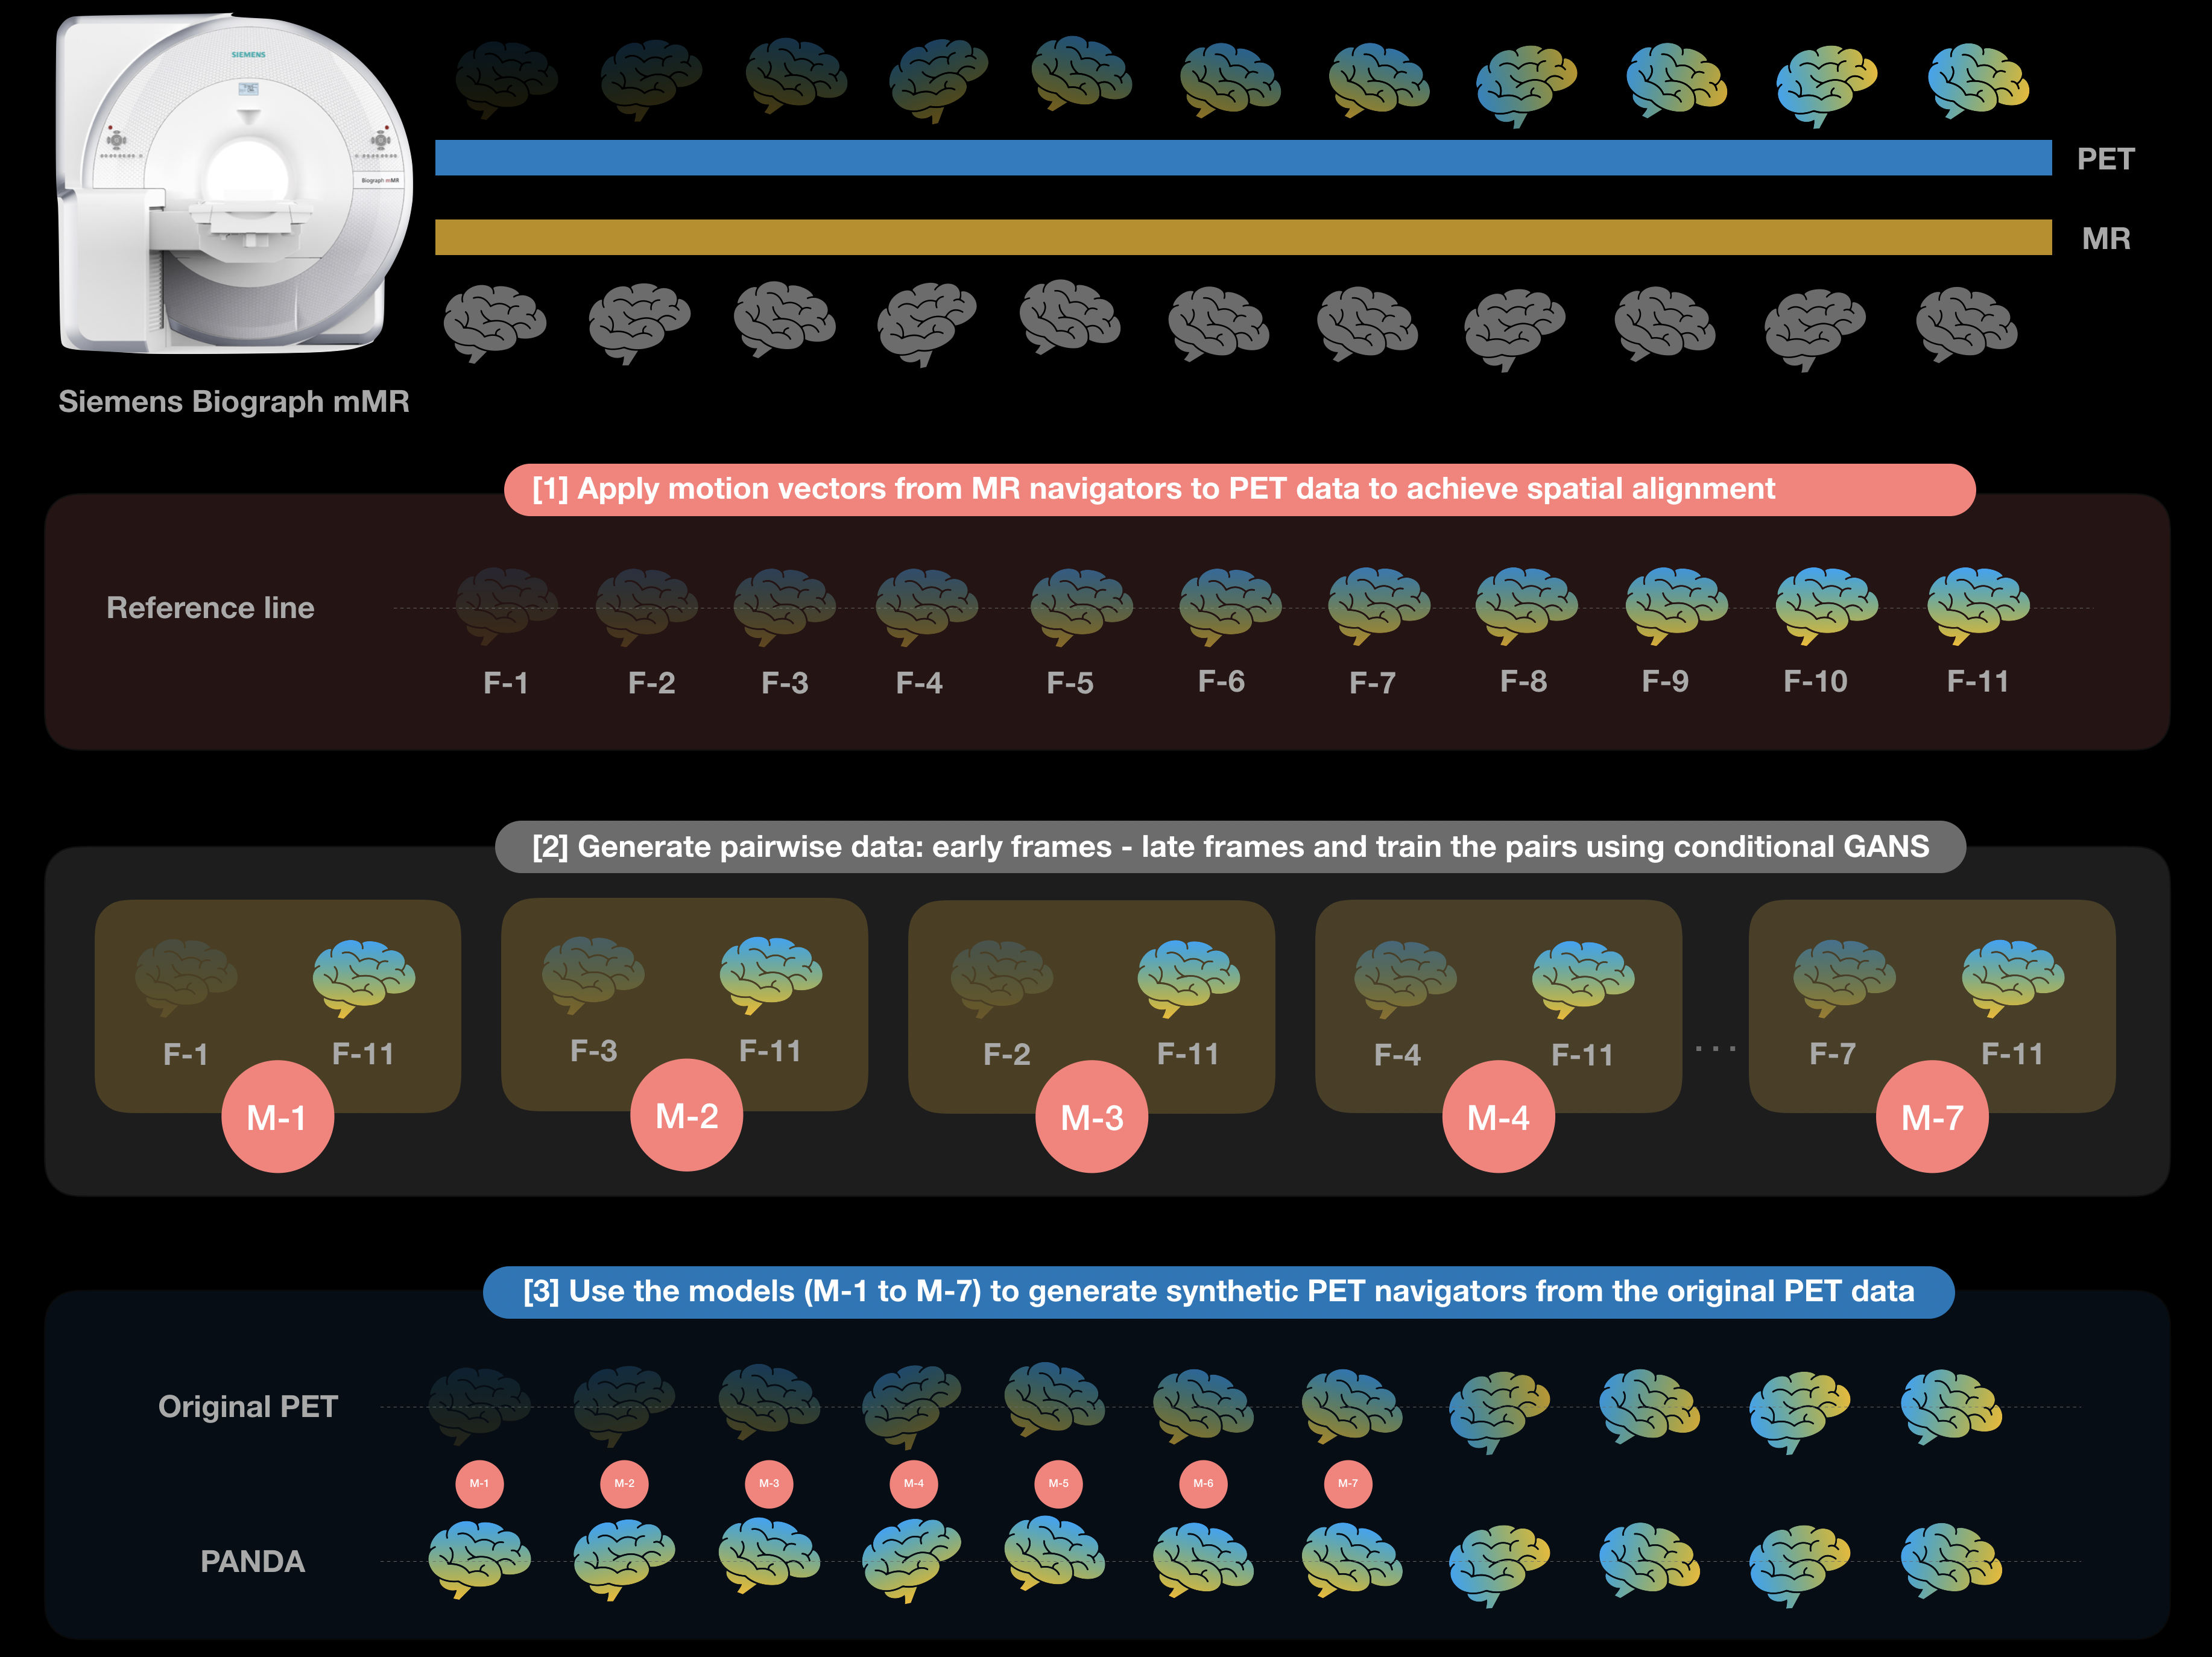 SIEMENS
Biograph mMR
PET
MR
Siemens Biograph mMR
[1] Apply motion vectors from MR navigators to PET data to achieve spatial alignment
Reference line
F-1 F-2 F-3 F-4 F-5 F-6 F-7 F-8 F-9 F-10 F-11
[2] Generate pairwise data: early frames - late frames and train the pairs using conditional GANS
F-1 F-11 F-3 F-11 F-2 F-11 F-4 F-11 ... F-7 F-11
M-1 M-2 M-3 M-4 M-7
[3] Use the models (M-1 to M-7) to generate synthetic PET navigators from the original PET data
Original PET
M-1 M-2 M-3 M-4 M-5 M-6 M-7
PANDA